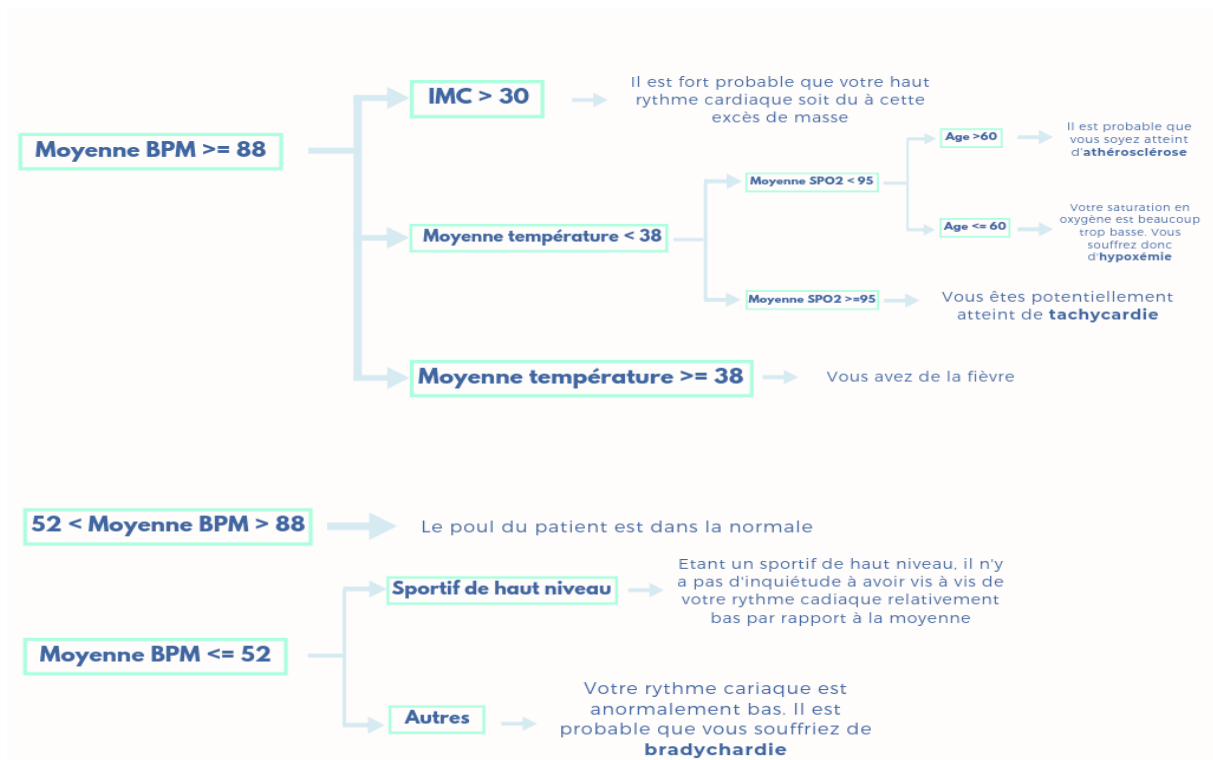 Moyenne BPM >= 88
IMC > 30
Il est fort probable que votre haut
rythme cardiaque soit du à cette
excès de masse
Moyenne température < 38
Moyenne SPO2 < 95
Age >60
Il est probable que
vous soyez atteint
d'athérosclérose
Age <= 60
Votre saturation en
oxygène est beaucoup
trop basse. Vous
souffrez donc
d'hypoxémie
Moyenne SPO2 >=95
Vous êtes potentiellement
atteint de tachycardie
Moyenne température >= 38
Vous avez de la fièvre
52 < Moyenne BPM > 88
Le poul du patient est dans la normale
Moyenne BPM <= 52
Sportif de haut niveau
Etant un sportif de haut niveau, il n'y
a pas d'inquiétude à avoir vis à vis de
votre rythme cadiaque relativement
bas par rapport à la moyenne
Autres
Votre rythme cariaque est
anormalement bas. Il est
probable que vous souffriez de
bradychardie